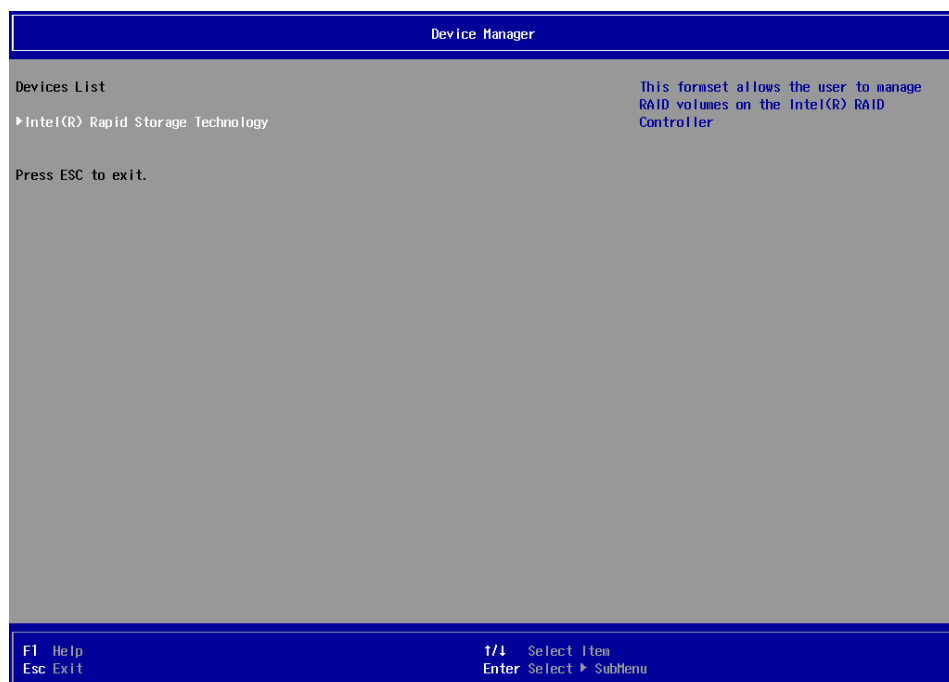 Device Manager
Devices List
▶Intel(R) Rapid Storage Technology
Press ESC to exit.
This formset allows the user to manage
RAID volumes on the Intel(R) RAID
Controller
F1 Help
Esc Exit
↑/↓ Select Item
Enter Select ▶ SubMenu